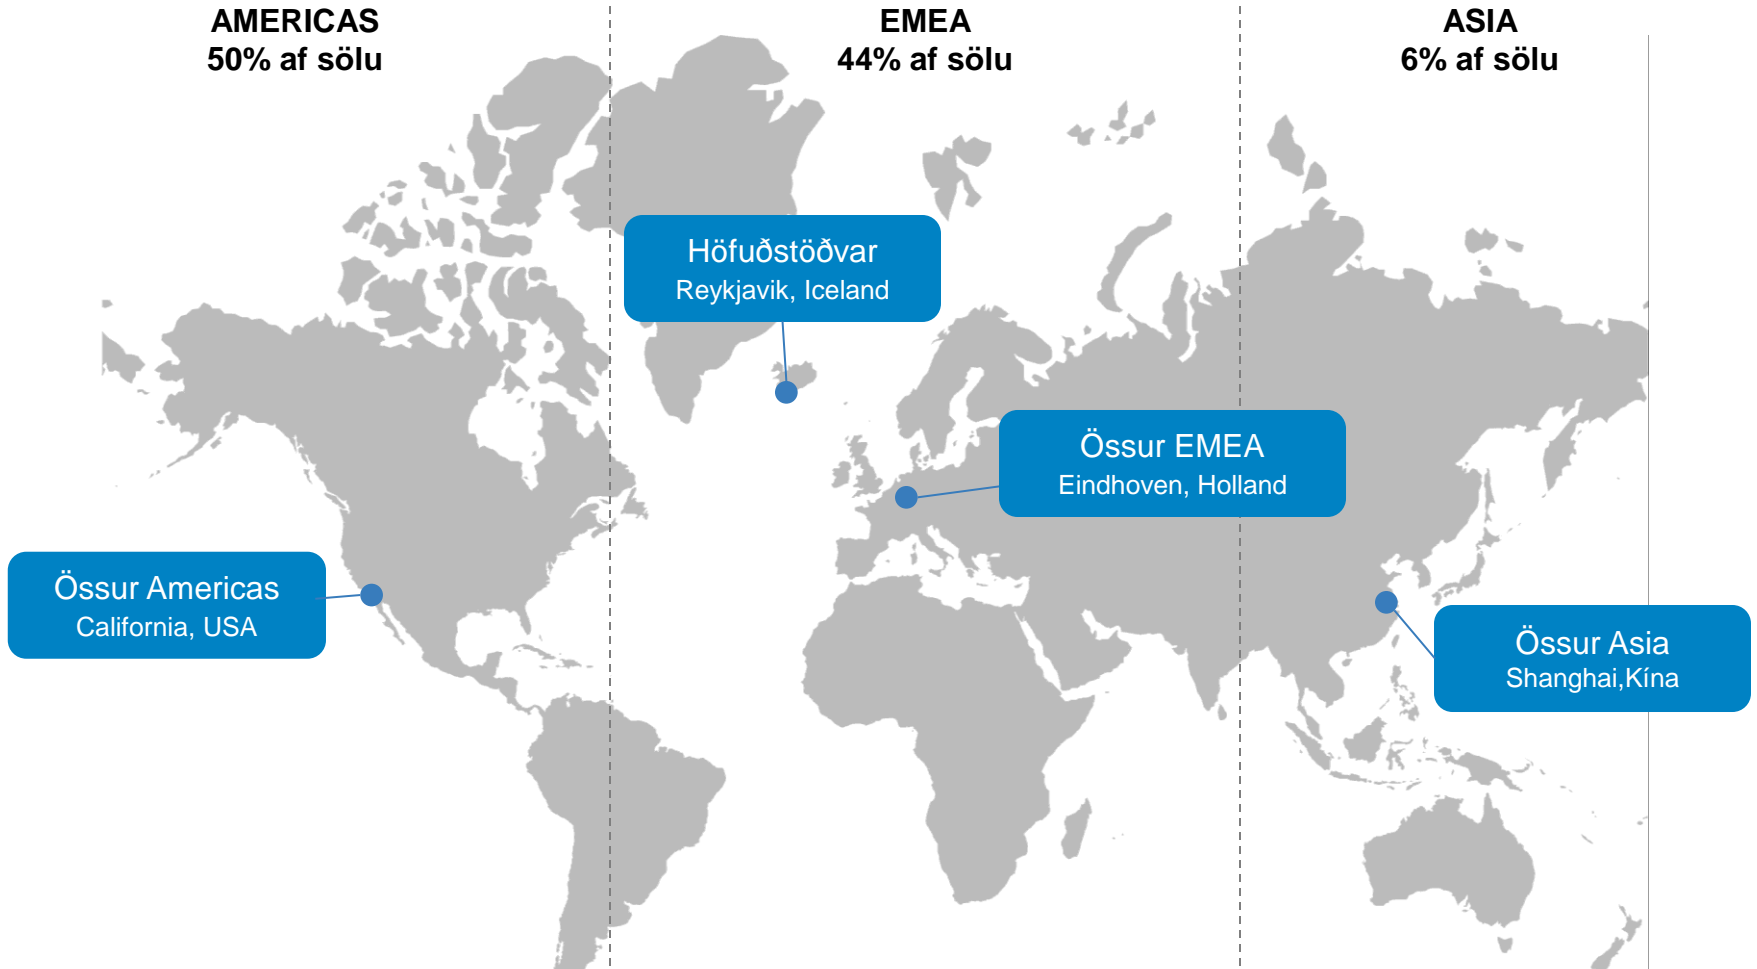 AMERICAS
50% af sölu
EMEA
44% af sölu
ASIA
6% af sölu
Höfuðstöðvar
Reykjavik, Iceland
Össur EMEA
Eindhoven, Holland
Össur Americas
California, USA
Össur Asia
Shanghai,Kína